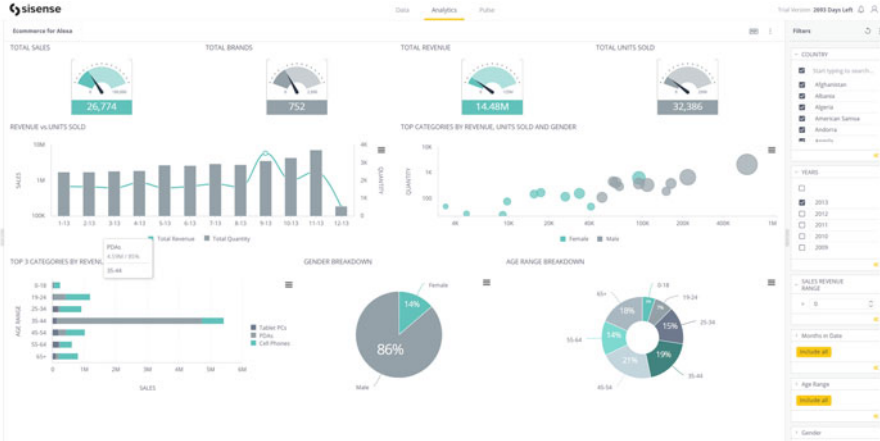 sisense
Data
Analytics
Pulse
Trial Version 2693 Days Left
Ecommerce for Alexa
Filters
TOTAL SALES
TOTAL BRANDS
TOTAL REVENUE
TOTAL UNITS SOLD
26,774
752
14.48M
32,386
REVENUE vs.UNITS SOLD
TOP CATEGORIES BY REVENUE, UNITS SOLD AND GENDER
10M
1M
100K
SALES
4K
3K
2K
1K
0
QUANTITY
1-13
2-13
3-13
4-13
5-13
6-13
7-13
8-13
9-13
10-13
11-13
12-13
Total Revenue
Total Quantity
10K
1M
100
QUANTITY
4K
10K
20K
40K
100K
200K
400K
1M
Female
Male
PDAs
35-44
TOP 3 CATEGORIES BY REVENU
GENDER BREAKDOWN
AGE RANGE BREAKDOWN
AGE RANGE
0-18
19-24
25-34
35-44
45-54
55-64
65+
0
1M
2M
3M
4M
5M
6M
SALES
Tablet PCs
PDAs
Cell Phones
Female
14%
86%
Male
0-18
19-24
25-34
35-44
45-54
55-64
65+
15%
19%
21%
14%
18%
COUNTRY
Start typing to search...
Afghanistan
Albania
Algeria
American Samoa
Andorra
Angola
YEARS
2013
2012
2011
2010
2009
SALES REVENUE
RANGE
0
Months in Date
Include all
Age Range
Include all
Gender